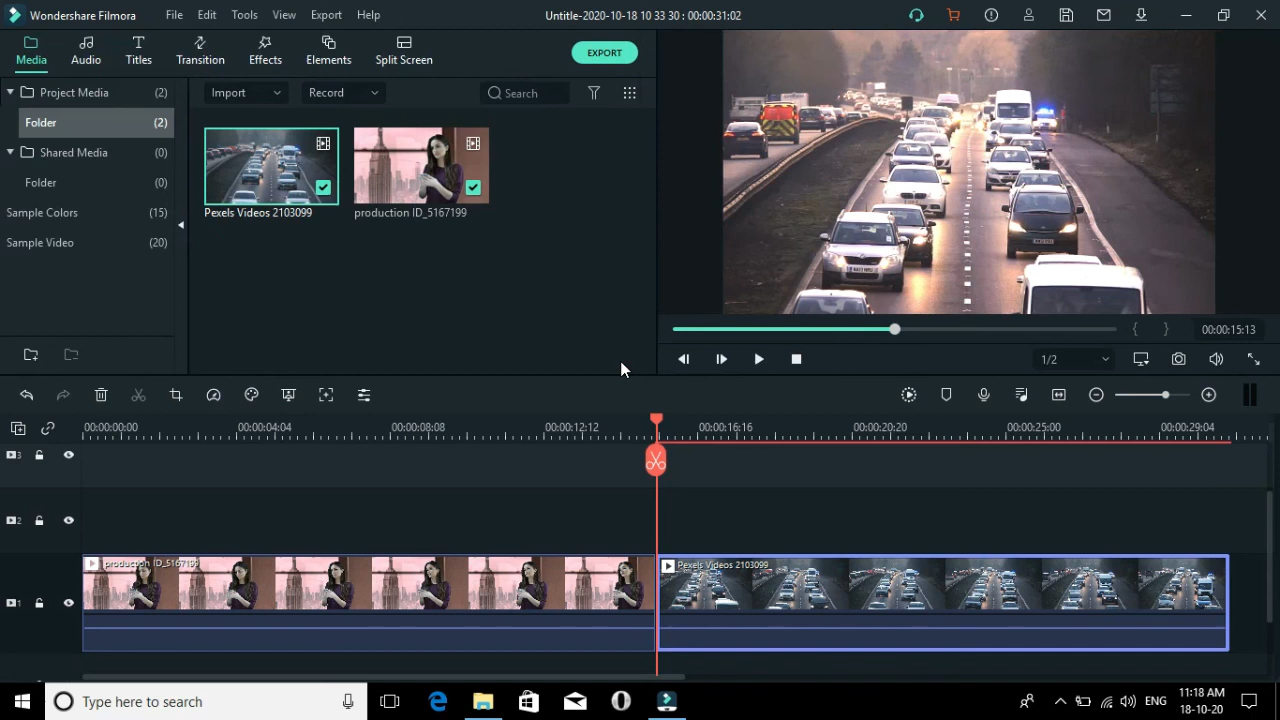 Wondershare Filmora File Edit Tools View Export Help Untitle-2020-10-18 10 33 30 : 00:00:31:02
Media Audio Titles Transition Effects Elements Split Screen EXPORT
Project Media (2) Import Record Search
Folder (2)
Shared Media (0)
Folder (0)
Sample Colors (15)
Sample Video (20)
Pexels Videos 2103099 production ID_5167199
00:00:15:13
1/2
00:00:00:00 00:00:04:04 00:00:08:08 00:00:12:12 00:00:16:16 00:00:20:20 00:00:25:00 00:00:29:04
3
2
production ID_5167199 Pexels Videos 2103099
1
Type here to search ENG 11:18 AM
18-10-20